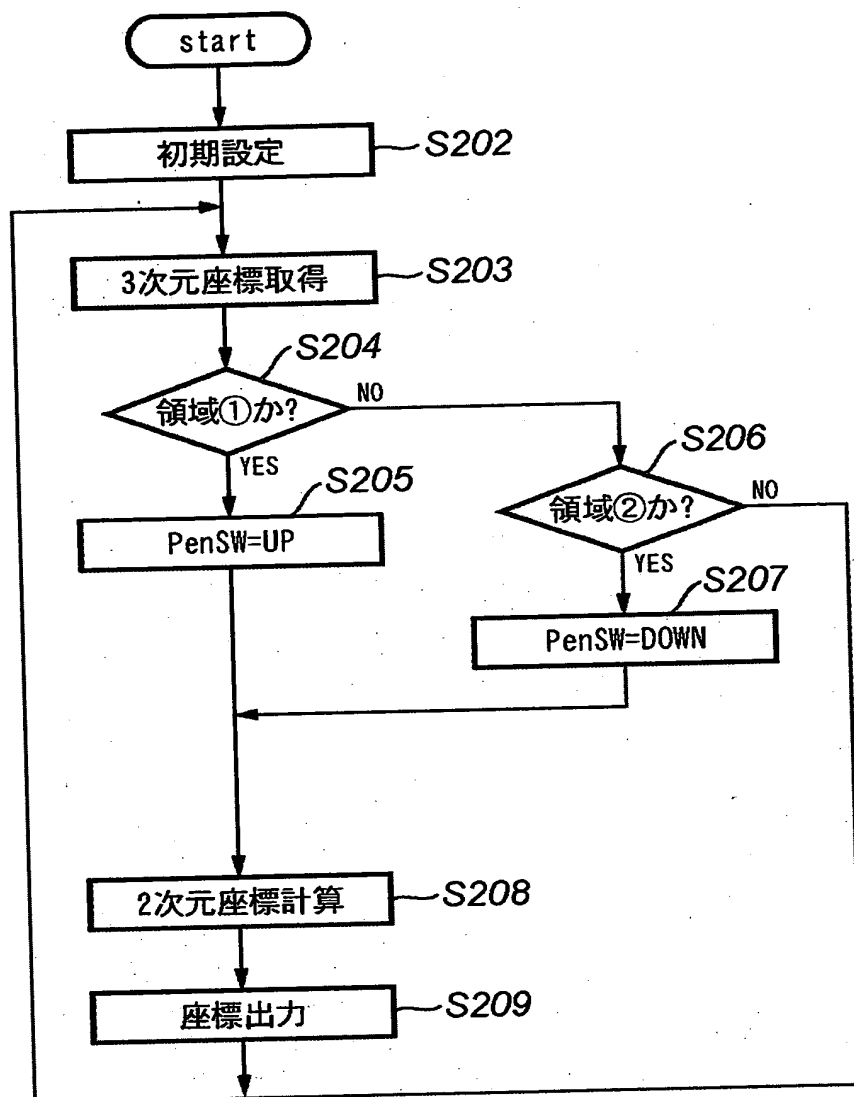 start
初期設定
S202
3次元座標取得
S203
S204
領域①か?
NO
YES
S205
PenSW=UP
S206
領域②か?
NO
YES
S207
PenSW=DOWN
2次元座標計算
S208
座標出力
S209